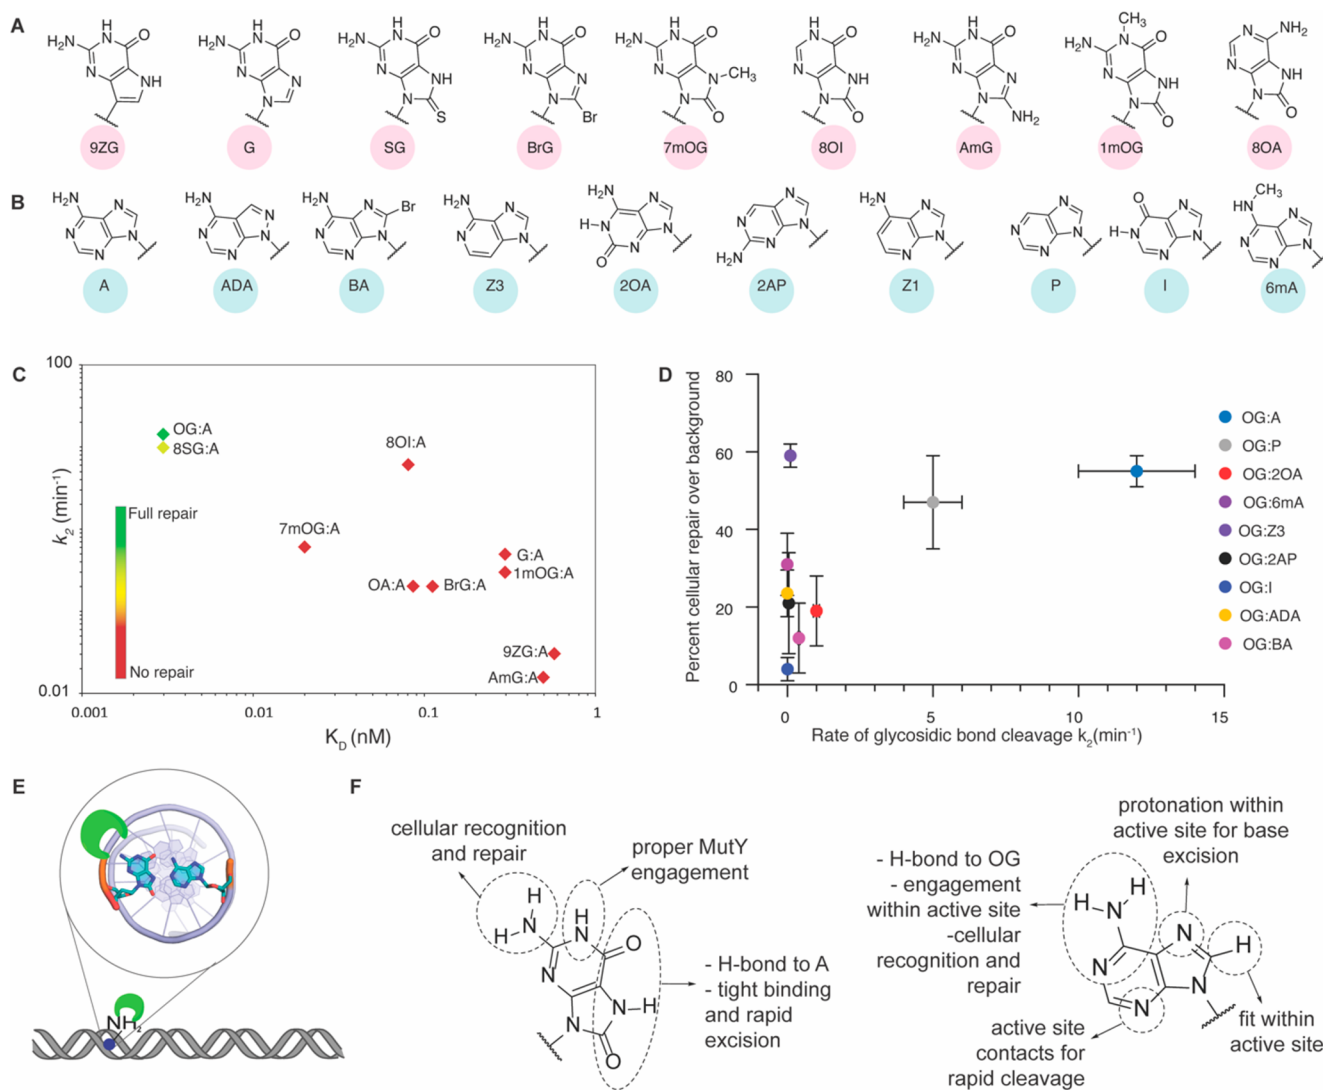 A
9ZG
G
SG
BrG
7mOG
8OI
AmG
1mOG
8OA
B
A
ADA
BA
Z3
2OA
2AP
Z1
P
I
6mA
C
100
k2 (min-1)
0.01
0.001
0.01
0.1
1
KD (nM)
OG:A
8SG:A
8OI:A
7mOG:A
G:A
1mOG:A
OA:A
BrG:A
9ZG:A
AmG:A
Full repair
No repair
D
Percent cellular repair over background
80
60
40
20
0
0
5
10
15
Rate of glycosidic bond cleavage k2(min-1)
OG:A
OG:P
OG:2OA
OG:6mA
OG:Z3
OG:2AP
OG:I
OG:ADA
OG:BA
E
NH2
F
cellular recognition
and repair
proper MutY
engagement
- H-bond to A
- tight binding
and rapid
excision
- H-bond to OG
- engagement
within active site
-cellular
recognition and
repair
protonation within
active site for base
excision
active site
contacts for
rapid cleavage
fit within
active site